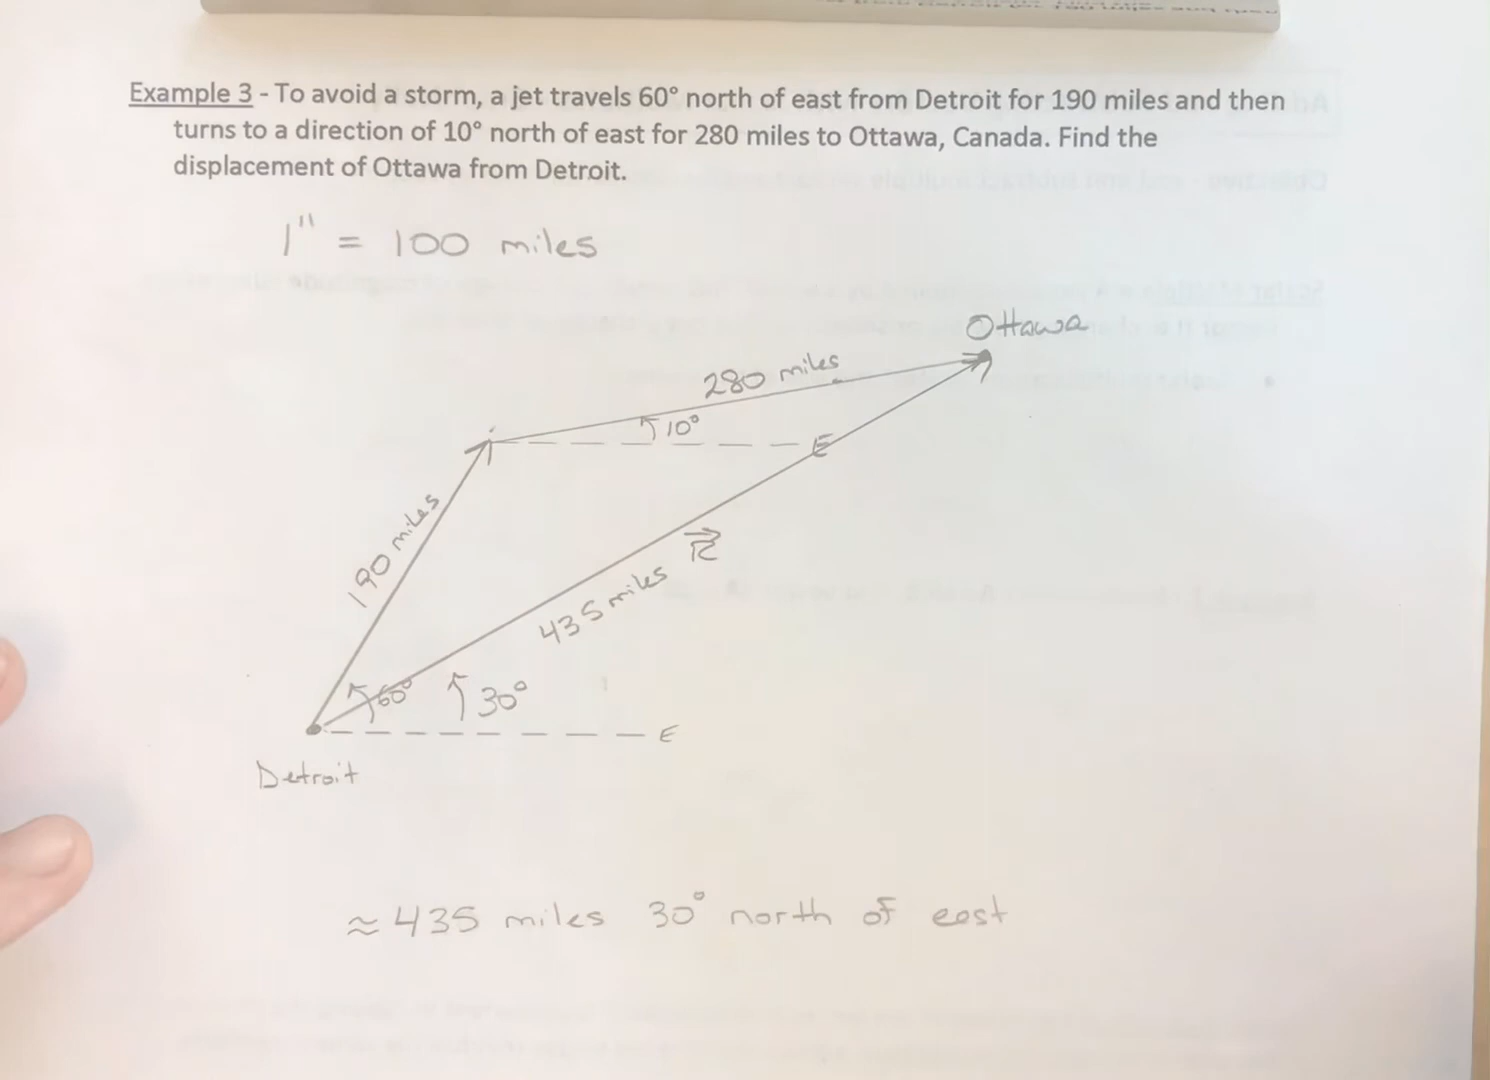 Example 3 - To avoid a storm, a jet travels 60° north of east from Detroit for 190 miles and then
turns to a direction of 10° north of east for 280 miles to Ottawa, Canada. Find the
displacement of Ottawa from Detroit.
1" = 100 miles
Ottawa
280 miles
10°
E
190 miles
R
435 miles
60°
30°
E
Detroit
≈ 435 miles 30° north of east